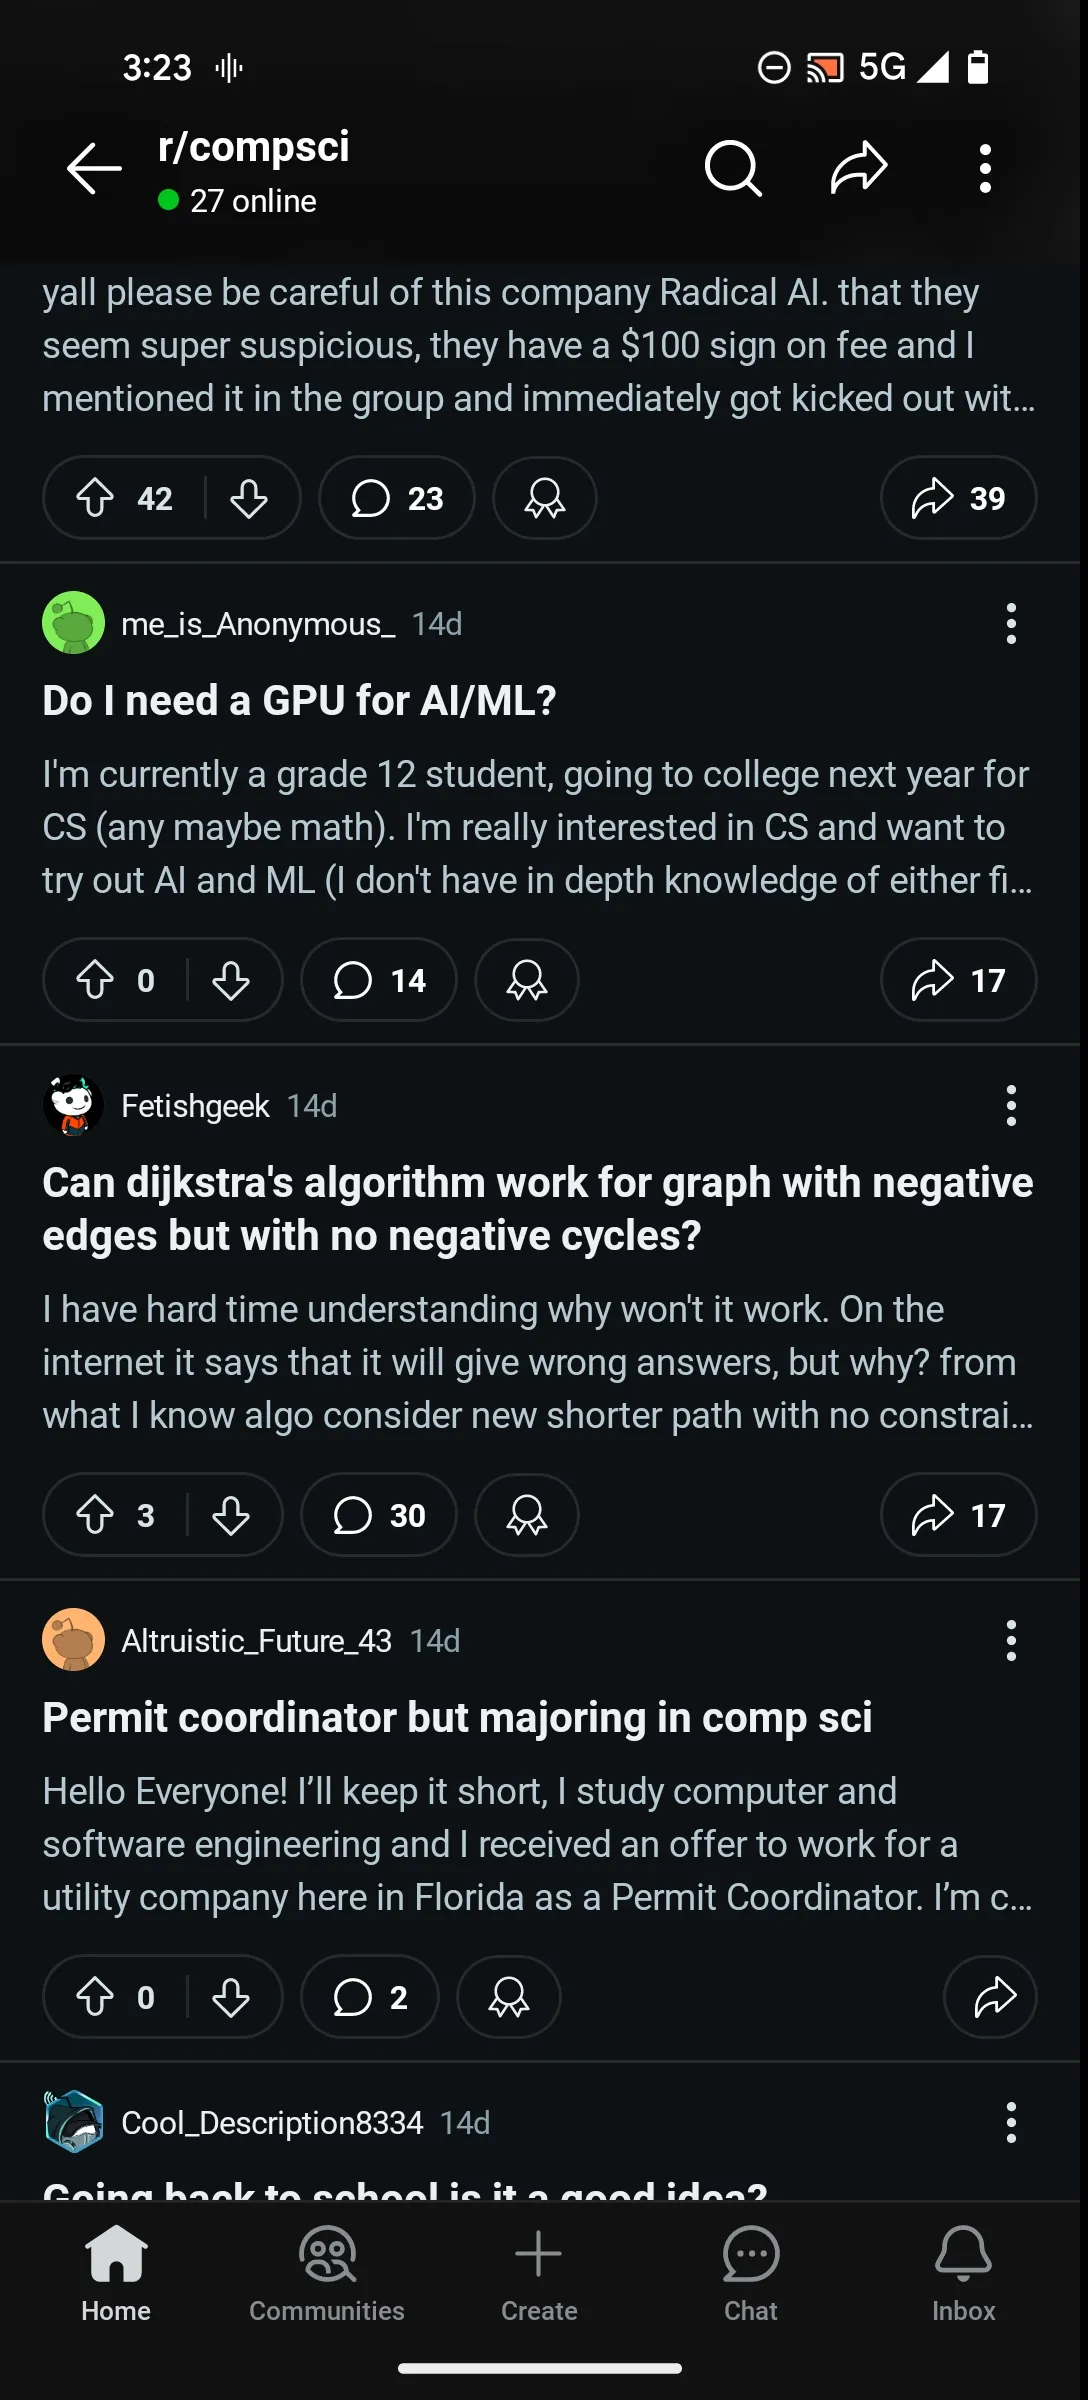 3:23
5G
r/compsci
27 online
yall please be careful of this company Radical AI. that they
seem super suspicious, they have a $100 sign on fee and I
mentioned it in the group and immediately got kicked out wit...
42
23
39
me_is_Anonymous_ 14d
Do I need a GPU for AI/ML?
I'm currently a grade 12 student, going to college next year for
CS (any maybe math). I'm really interested in CS and want to
try out AI and ML (I don't have in depth knowledge of either fi...
0
14
17
Fetishgeek 14d
Can dijkstra's algorithm work for graph with negative
edges but with no negative cycles?
I have hard time understanding why won't it work. On the
internet it says that it will give wrong answers, but why? from
what I know algo consider new shorter path with no constrai...
3
30
17
Altruistic_Future_43 14d
Permit coordinator but majoring in comp sci
Hello Everyone! I’ll keep it short, I study computer and
software engineering and I received an offer to work for a
utility company here in Florida as a Permit Coordinator. I’m c...
0
2
Cool_Description8334 14d
Going back to school is it a good idea?
Home
Communities
Create
Chat
Inbox